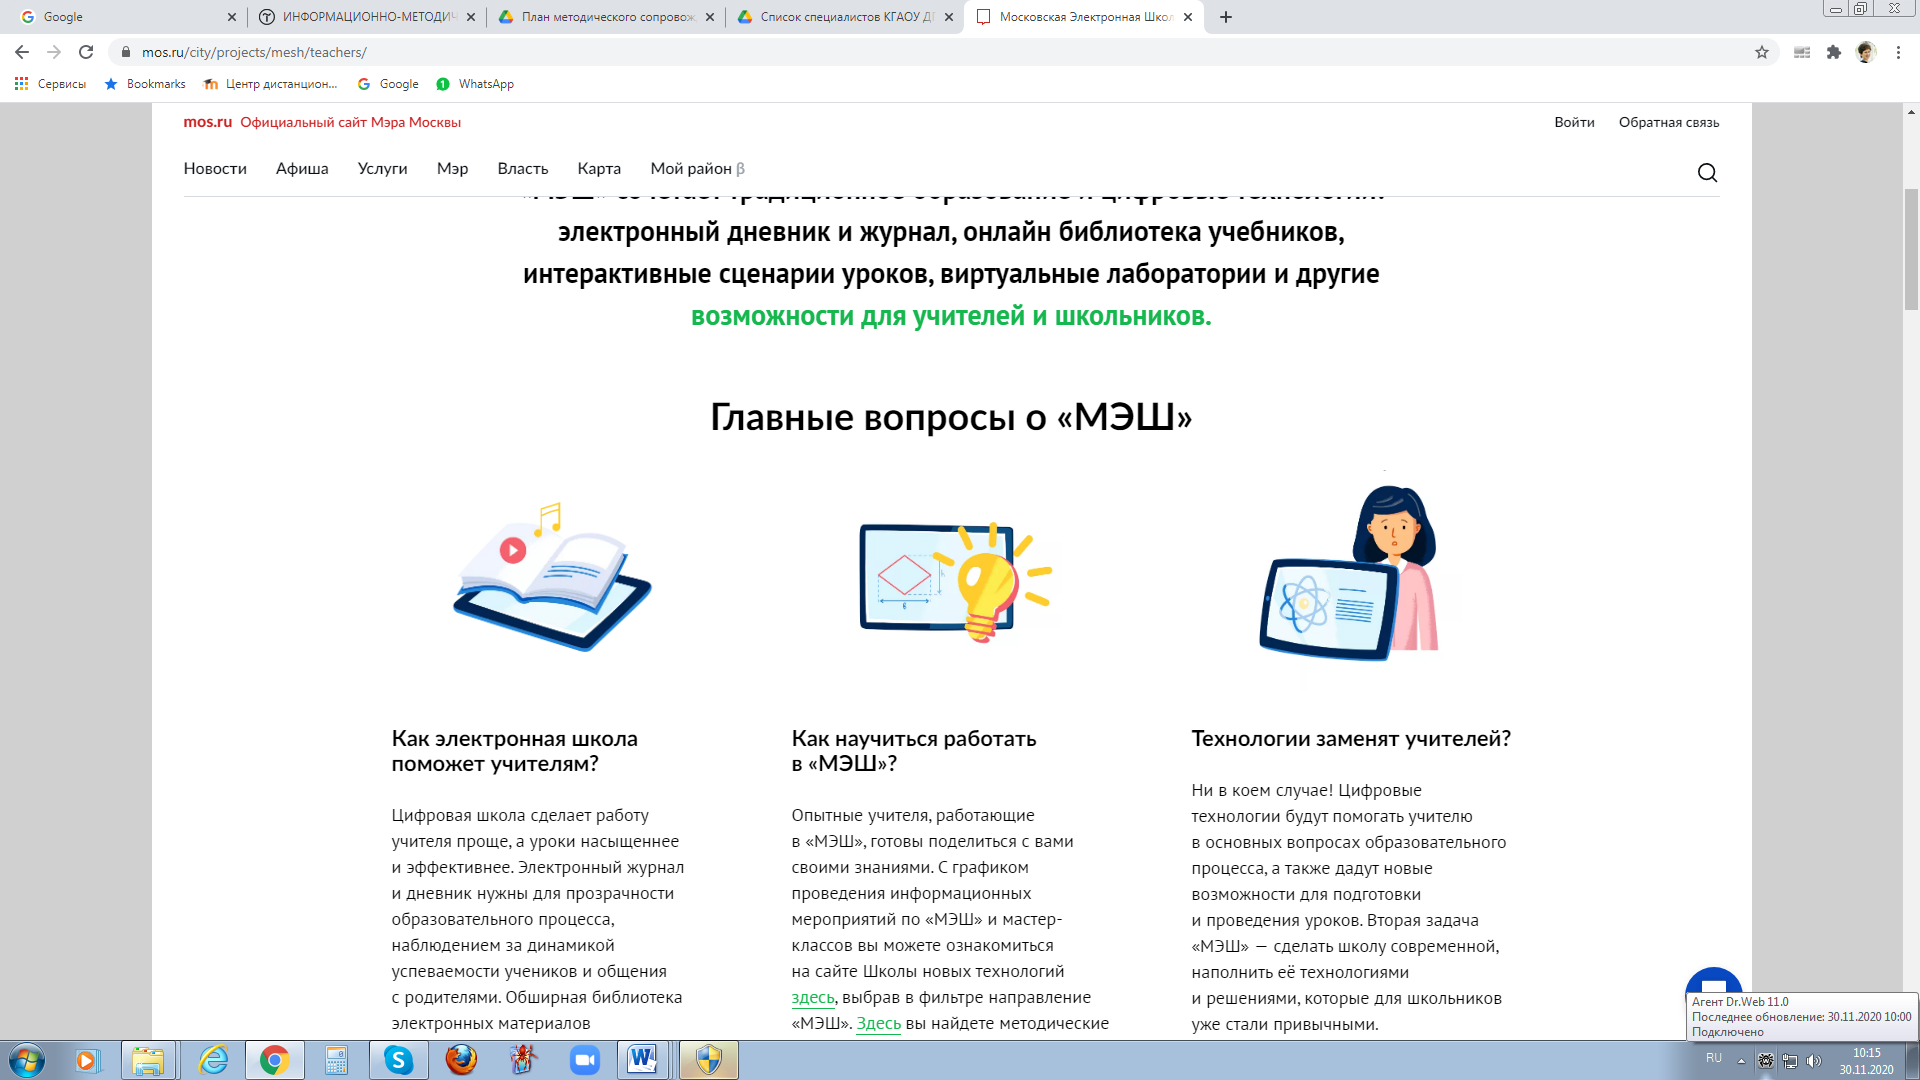 Google
ИНФОРМАЦИОННО-МЕТОДИЧ
План методического сопровож
Список специалистов КГАОУ ДП
Московская Электронная Шко
mos.ru/city/projects/mesh/teachers/
Сервисы
Bookmarks
Центр дистанцион...
Google
WhatsApp
mos.ru Официальный сайт Мэра Москвы
Войти
Обратная связь
Новости
Афиша
Услуги
Мэр
Власть
Карта
Мой район β
«МЭШ» сочетает традиционное образование и цифровые технологии:
электронный дневник и журнал, онлайн библиотека учебников,
интерактивные сценарии уроков, виртуальные лаборатории и другие
возможности для учителей и школьников.
Главные вопросы о «МЭШ»
Как электронная школа
поможет учителям?
Цифровая школа сделает работу
учителя проще, а уроки насыщеннее
и эффективнее. Электронный журнал
и дневник нужны для прозрачности
образовательного процесса,
наблюдением за динамикой
успеваемости учеников и общения
с родителями. Обширная библиотека
электронных материалов
Как научиться работать
в «МЭШ»?
Опытные учителя, работающие
в «МЭШ», готовы поделиться с вами
своими знаниями. С графиком
проведения информационных
мероприятий по «МЭШ» и мастер-
классов вы можете ознакомиться
на сайте Школы новых технологий
здесь, выбрав в фильтре направление
«МЭШ». Здесь вы найдете методические
Технологии заменят учителей?
Ни в коем случае! Цифровые
технологии будут помогать учителю
в основных вопросах образовательного
процесса, а также дадут новые
возможности для подготовки
и проведения уроков. Вторая задача
«МЭШ» — сделать школу современной,
наполнить её технологиями
и решениями, которые для школьников
уже стали привычными.
Агент Dr.Web 11.0
Последнее обновление: 30.11.2020 10:00
Подключено
RU
10:15
30.11.2020